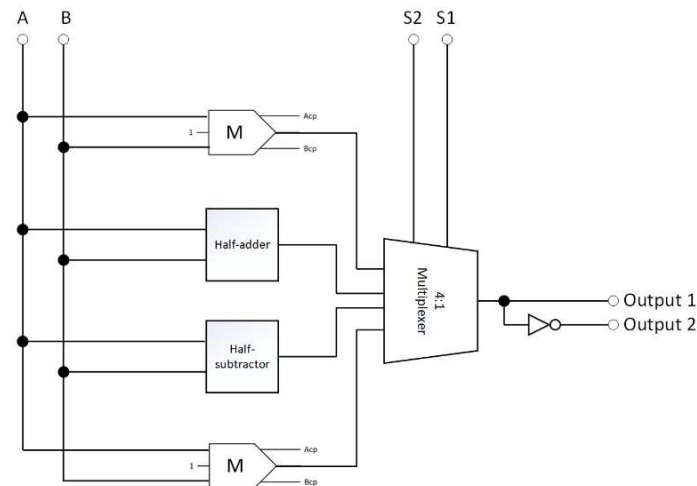 A B S2 S1
Acp
1 M
Bcp
Half-adder
4:1
Multiplexer
Output 1
Output 2
Half-
subtractor
Acp
1 M
Bcp